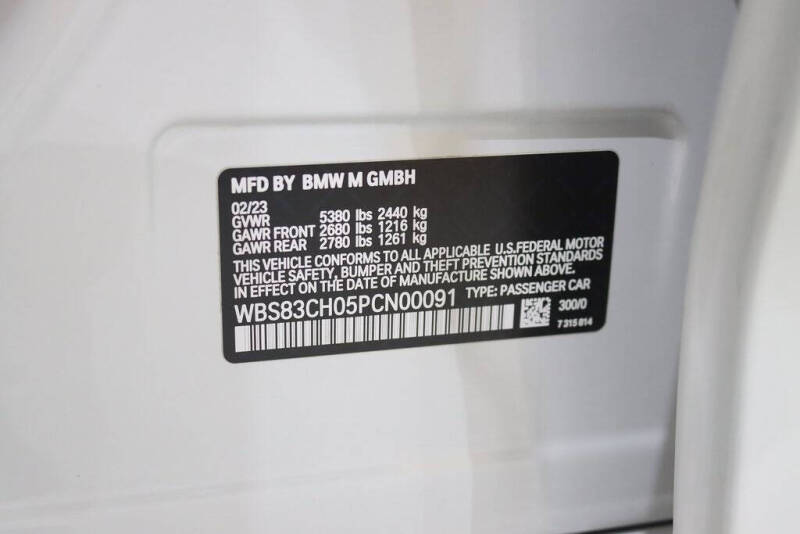 MFD BY BMW M GMBH
02/23
GVWR 5380 lbs 2440 kg
GAWR FRONT 2680 lbs 1216 kg
GAWR REAR 2780 lbs 1261 kg
THIS VEHICLE CONFORMS TO ALL APPLICABLE U.S.FEDERAL MOTOR
VEHICLE SAFETY, BUMPER AND THEFT PREVENTION STANDARDS
IN EFFECT ON THE DATE OF MANUFACTURE SHOWN ABOVE.
WBS83CH05PCN00091 TYPE: PASSENGER CAR
300/0
7 315 814